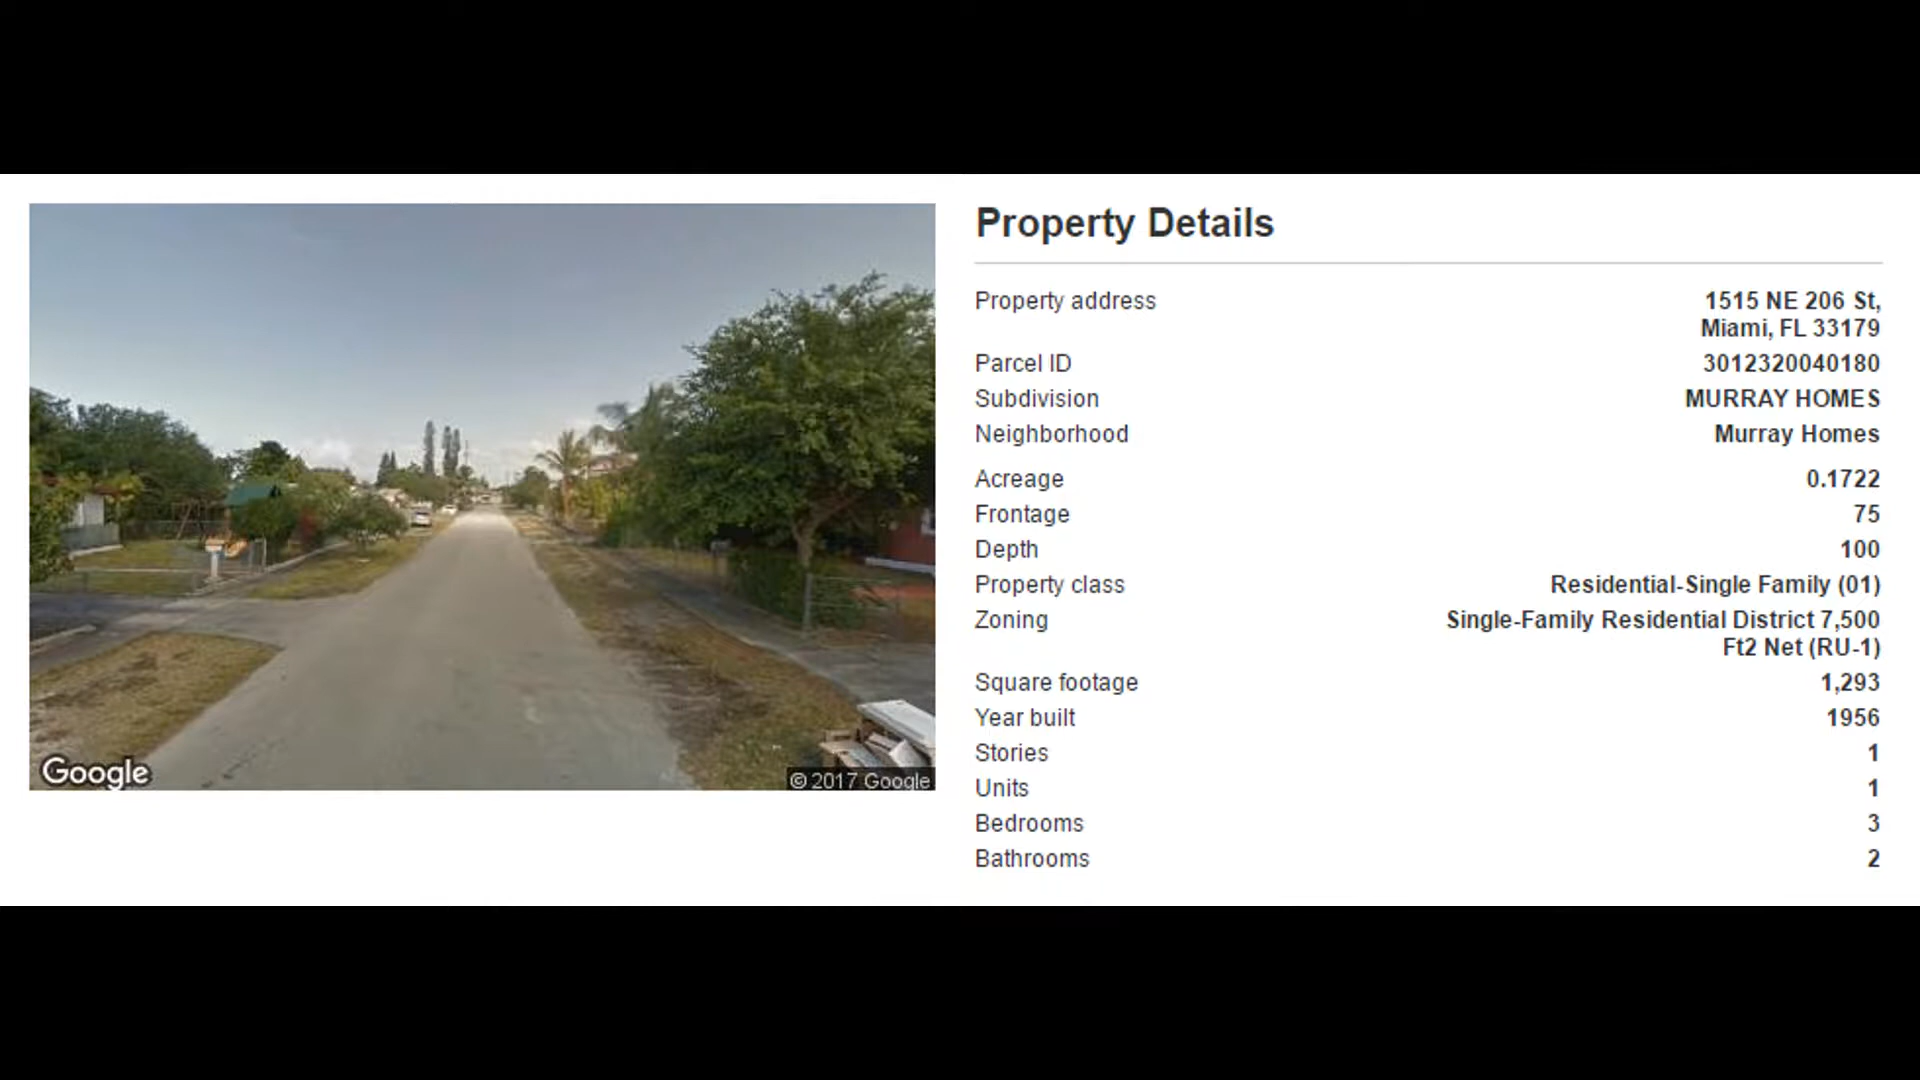 Property Details
Property address
1515 NE 206 St,
Miami, FL 33179
Parcel ID
3012320040180
Subdivision
MURRAY HOMES
Neighborhood
Murray Homes
Acreage
0.1722
Frontage
75
Depth
100
Property class
Residential-Single Family (01)
Zoning
Single-Family Residential District 7,500
Ft2 Net (RU-1)
Square footage
1,293
Year built
1956
Stories
1
Units
1
Bedrooms
3
Bathrooms
2
Google
© 2017 Google